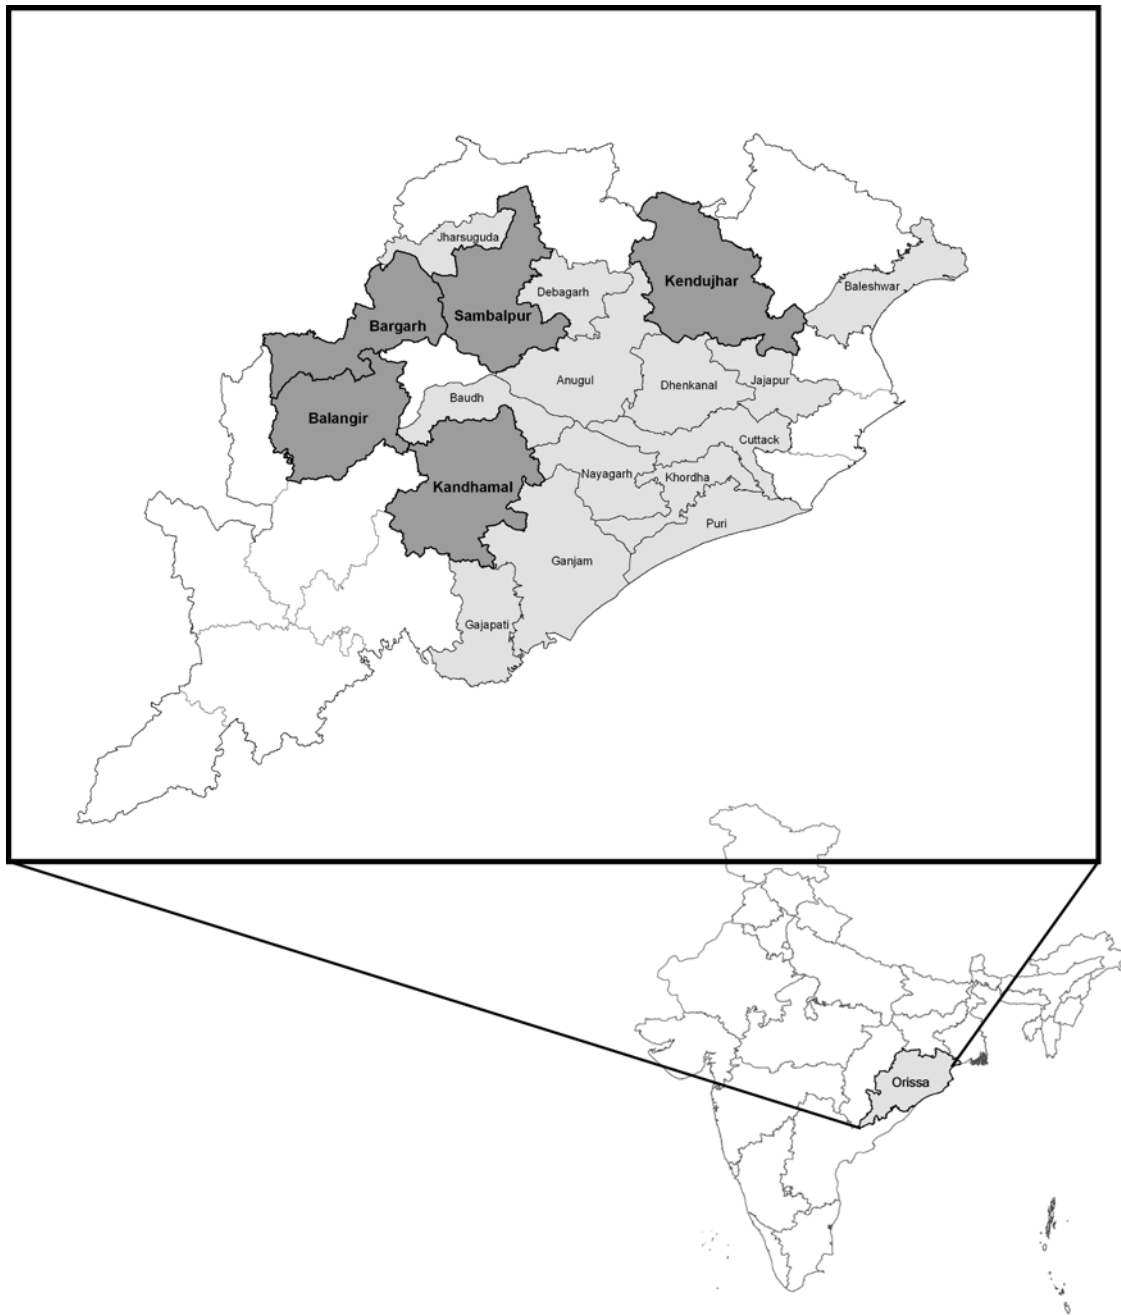 Jharsuguda
Kendujhar
Baleshwar
Debagarh
Sambalpur
Bargarh
Anugul
Dhenkanal
Jajapur
Baudh
Balangir
Cuttack
Nayagarh
Khordha
Kandhamal
Puri
Ganjam
Gajapati
Orissa